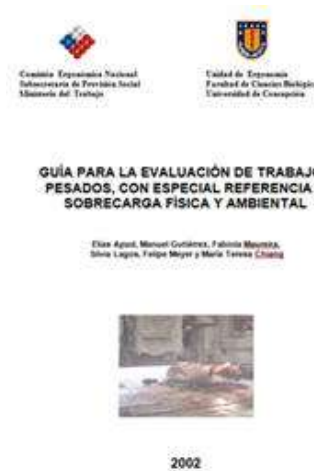 Comisión Ergonómica Nacional
Subsecretaría de Previsión Social
Ministerio del Trabajo
Unidad de Ergonomía
Facultad de Ciencias Biológic
Universidad de Concepción
GUÍA PARA LA EVALUACIÓN DE TRABAJO
PESADOS, CON ESPECIAL REFERENCIA
SOBRECARGA FÍSICA Y AMBIENTAL
Elías Apud, Manuel Gutiérrez, Fabiola Maureira,
Silvia Lagos, Felipe Meyer y María Teresa Chiang
2002